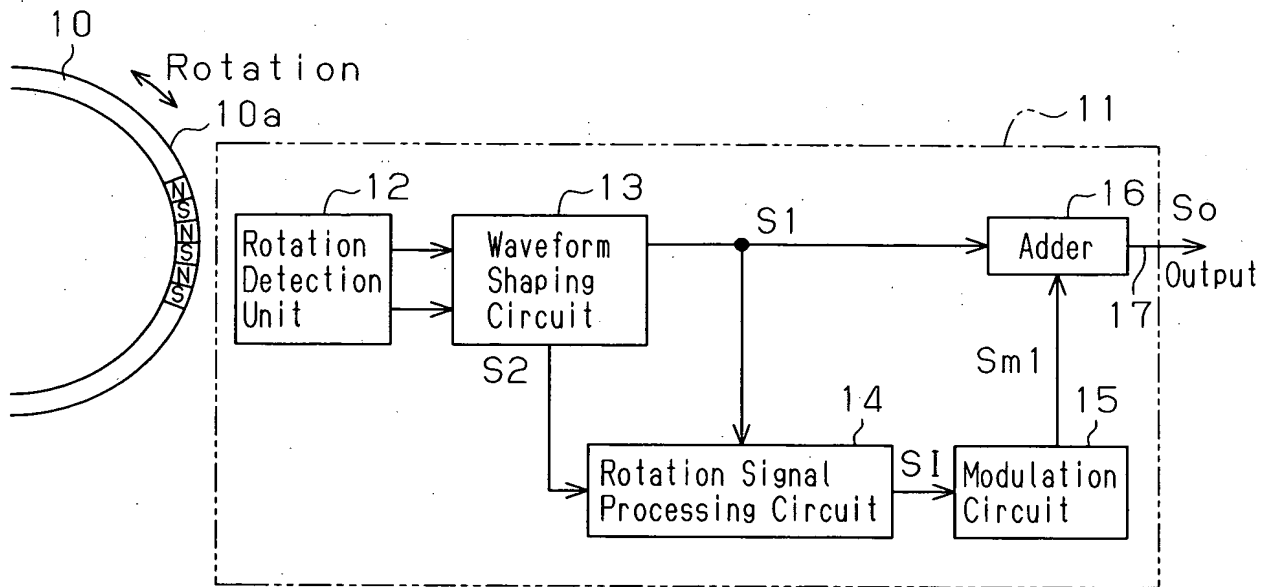 10
Rotation
10a
11
N
S
N
S
N
S
12
Rotation
Detection
Unit
13
Waveform
Shaping
Circuit
S1
16
Adder
So
Output
17
S2
Sm1
14
Rotation Signal
Processing Circuit
SI
15
Modulation
Circuit